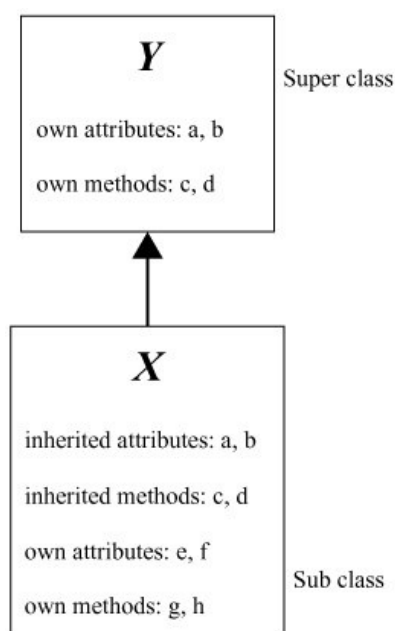 Y
Super class
own attributes: a, b
own methods: c, d
X
inherited attributes: a, b
inherited methods: c, d
own attributes: e, f
Sub class
own methods: g, h